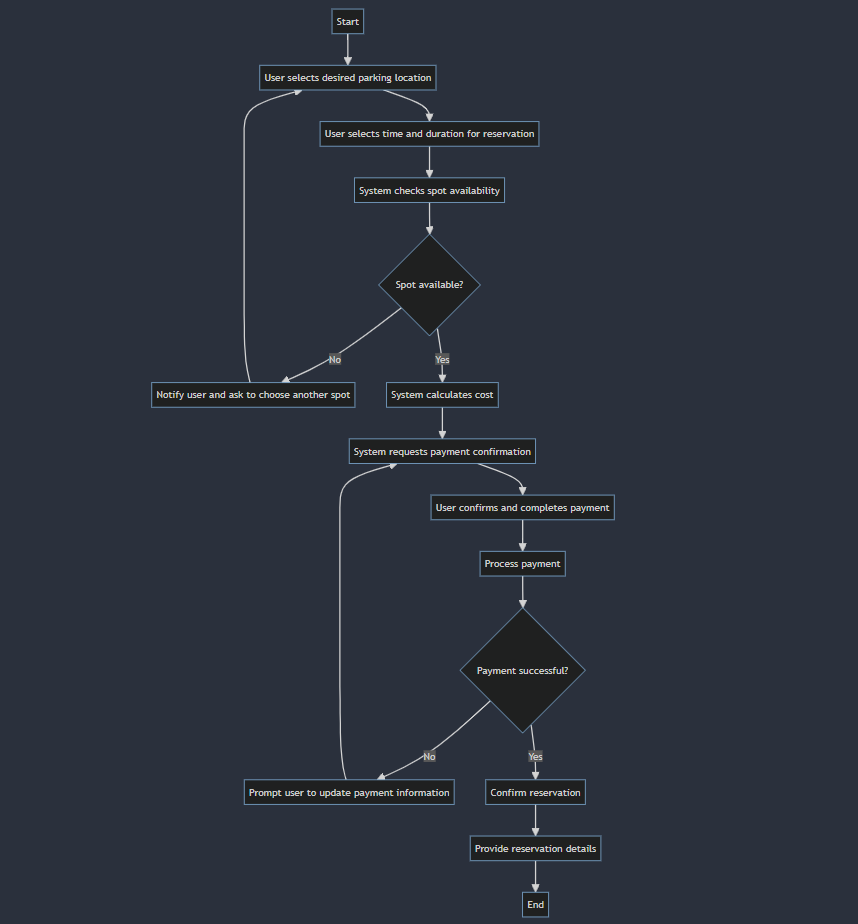 Start
User selects desired parking location
User selects time and duration for reservation
System checks spot availability
Spot available?
No
Yes
Notify user and ask to choose another spot
System calculates cost
System requests payment confirmation
User confirms and completes payment
Process payment
Payment successful?
No
Yes
Prompt user to update payment information
Confirm reservation
Provide reservation details
End